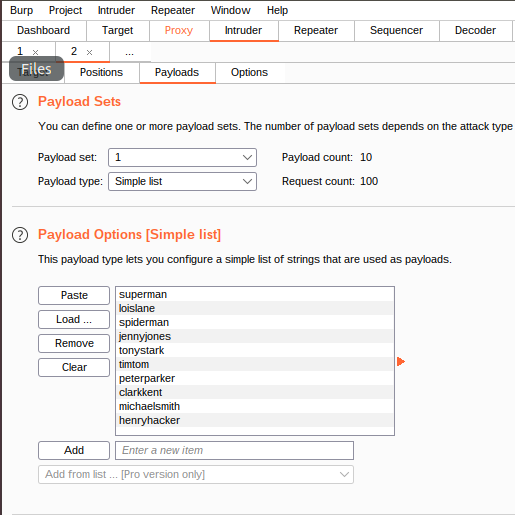 Burp Project Intruder Repeater Window Help
Dashboard Target Proxy Intruder Repeater Sequencer Decoder
1 × 2 × ...
Files
Positions Payloads Options
? Payload Sets
You can define one or more payload sets. The number of payload sets depends on the attack type
Payload set: 1 Payload count: 10
Payload type: Simple list Request count: 100
? Payload Options [Simple list]
This payload type lets you configure a simple list of strings that are used as payloads.
Paste
Load ...
Remove
Clear
superman
loislane
spiderman
jennyjones
tonystark
timtom
peterparker
clarkkent
michaelsmith
henryhacker
Add Enter a new item
Add from list ... [Pro version only]